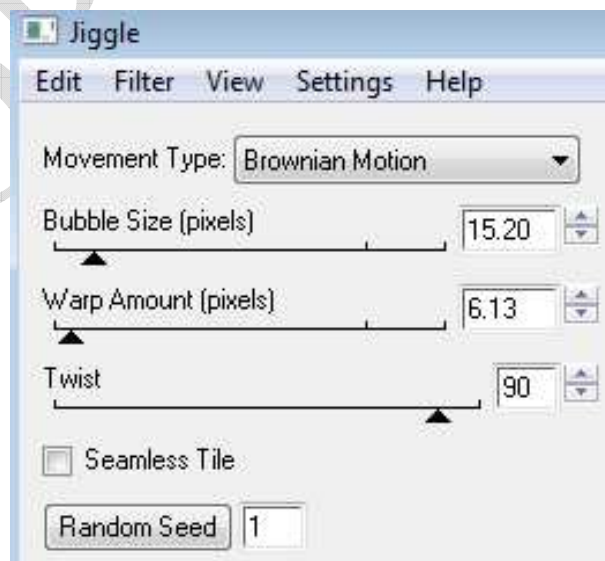 Jiggle
Edit Filter View Settings Help
Movement Type: Brownian Motion
Bubble Size (pixels)
15.20
Warp Amount (pixels)
6.13
Twist
90
Seamless Tile
Random Seed 1